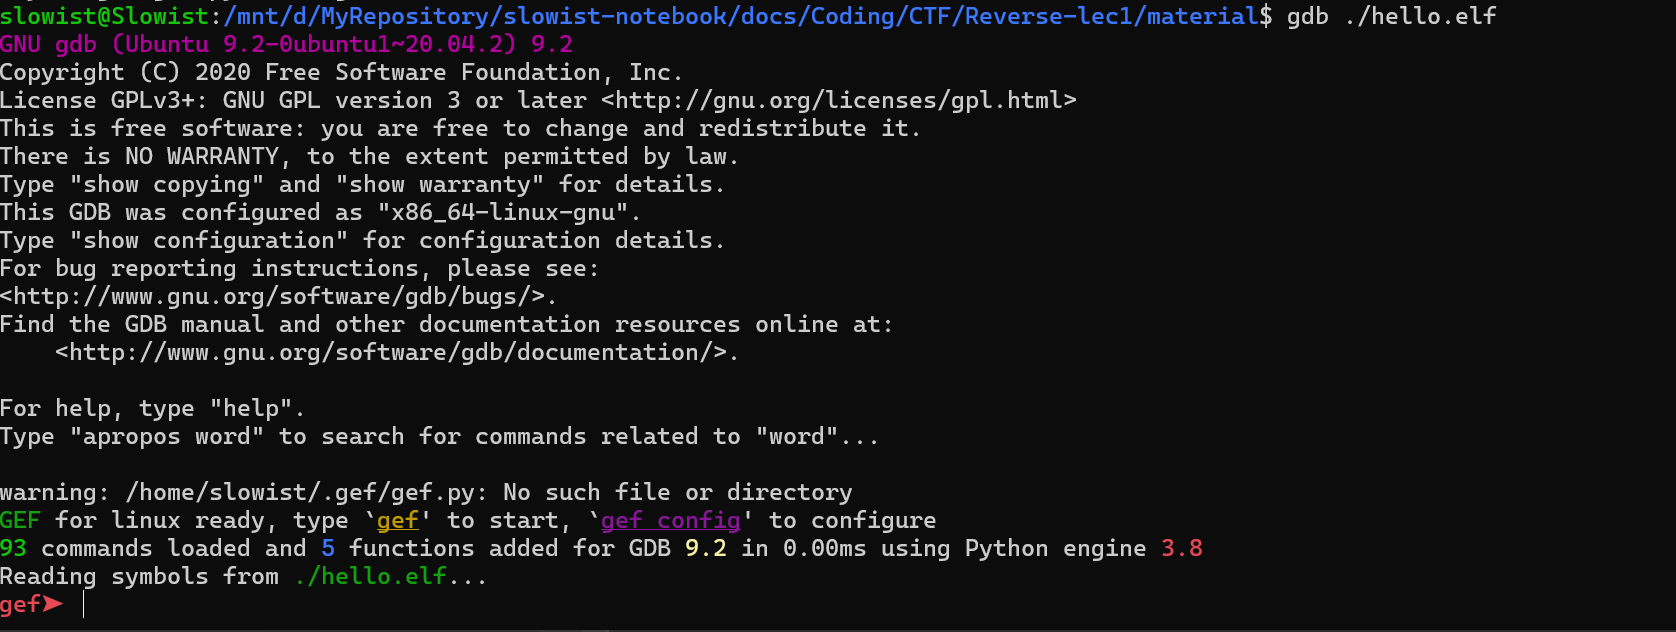 slowist@Slowist:/mnt/d/MyRepository/slowist-notebook/docs/Coding/CTF/Reverse-lec1/material$ gdb ./hello.elf
GNU gdb (Ubuntu 9.2-0ubuntu1~20.04.2) 9.2
Copyright (C) 2020 Free Software Foundation, Inc.
License GPLv3+: GNU GPL version 3 or later <http://gnu.org/licenses/gpl.html>
This is free software: you are free to change and redistribute it.
There is NO WARRANTY, to the extent permitted by law.
Type "show copying" and "show warranty" for details.
This GDB was configured as "x86_64-linux-gnu".
Type "show configuration" for configuration details.
For bug reporting instructions, please see:
<http://www.gnu.org/software/gdb/bugs/>.
Find the GDB manual and other documentation resources online at:
    <http://www.gnu.org/software/gdb/documentation/>.

For help, type "help".
Type "apropos word" to search for commands related to "word"...

warning: /home/slowist/.gef/gef.py: No such file or directory
GEF for linux ready, type `gef' to start, `gef config' to configure
93 commands loaded and 5 functions added for GDB 9.2 in 0.00ms using Python engine 3.8
Reading symbols from ./hello.elf...
gef➤